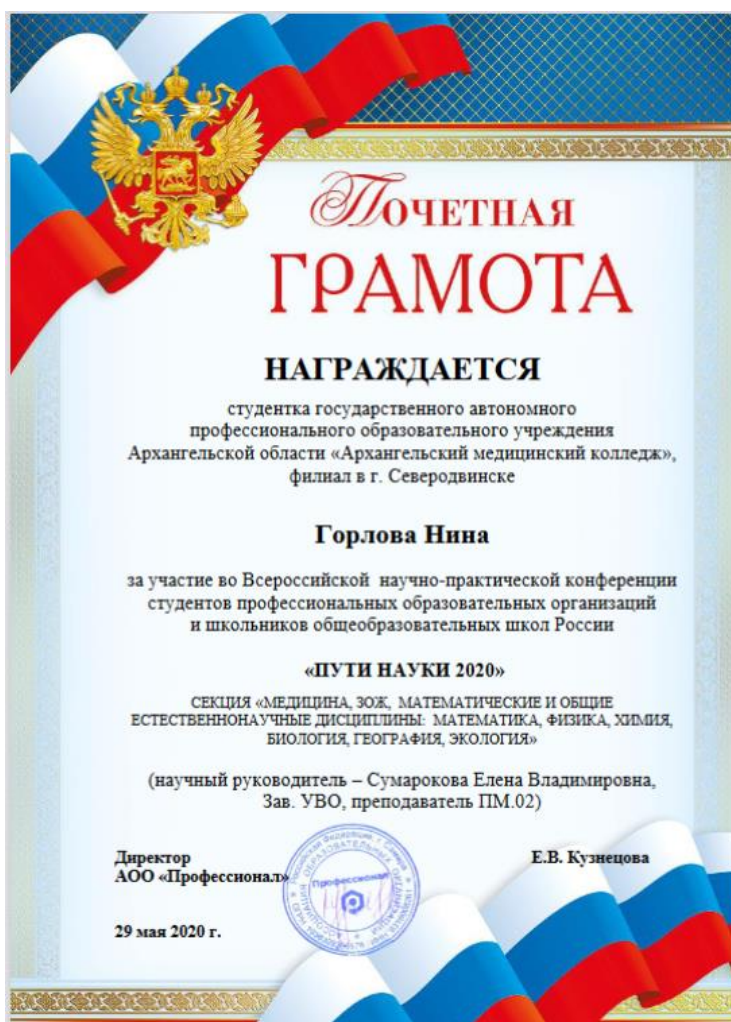 Почетная
ГРАМОТА
НАГРАЖДАЕТСЯ
студентка государственного автономного
профессионального образовательного учреждения
Архангельской области «Архангельский медицинский колледж»,
филиал в г. Северодвинске
Горлова Нина
за участие во Всероссийской научно-практической конференции
студентов профессиональных образовательных организаций
и школьников общеобразовательных школ России
«ПУТИ НАУКИ 2020»
СЕКЦИЯ «МЕДИЦИНА, ЗОЖ, МАТЕМАТИЧЕСКИЕ И ОБЩИЕ
ЕСТЕСТВЕННОНАУЧНЫЕ ДИСЦИПЛИНЫ: МАТЕМАТИКА, ФИЗИКА, ХИМИЯ,
БИОЛОГИЯ, ГЕОГРАФИЯ, ЭКОЛОГИЯ»
(научный руководитель – Сумарокова Елена Владимировна,
Зав. УВО, преподаватель ПМ.02)
Директор Е.В. Кузнецова
АОО «Профессионал»
Профессионал
29 мая 2020 г.